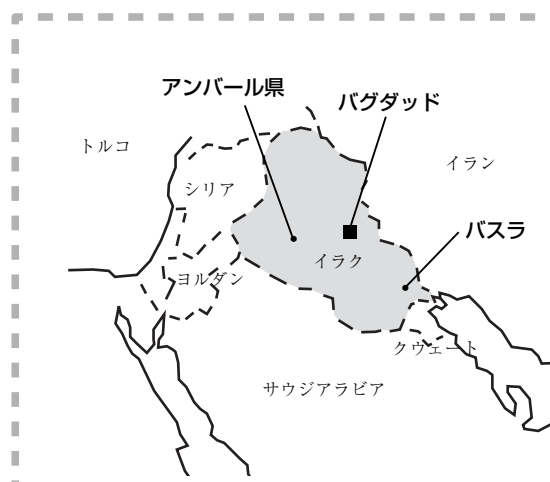 アンバール県
バグダッド
トルコ
イラン
シリア
バスラ
イラク
ヨルダン
クウェート
サウジアラビア